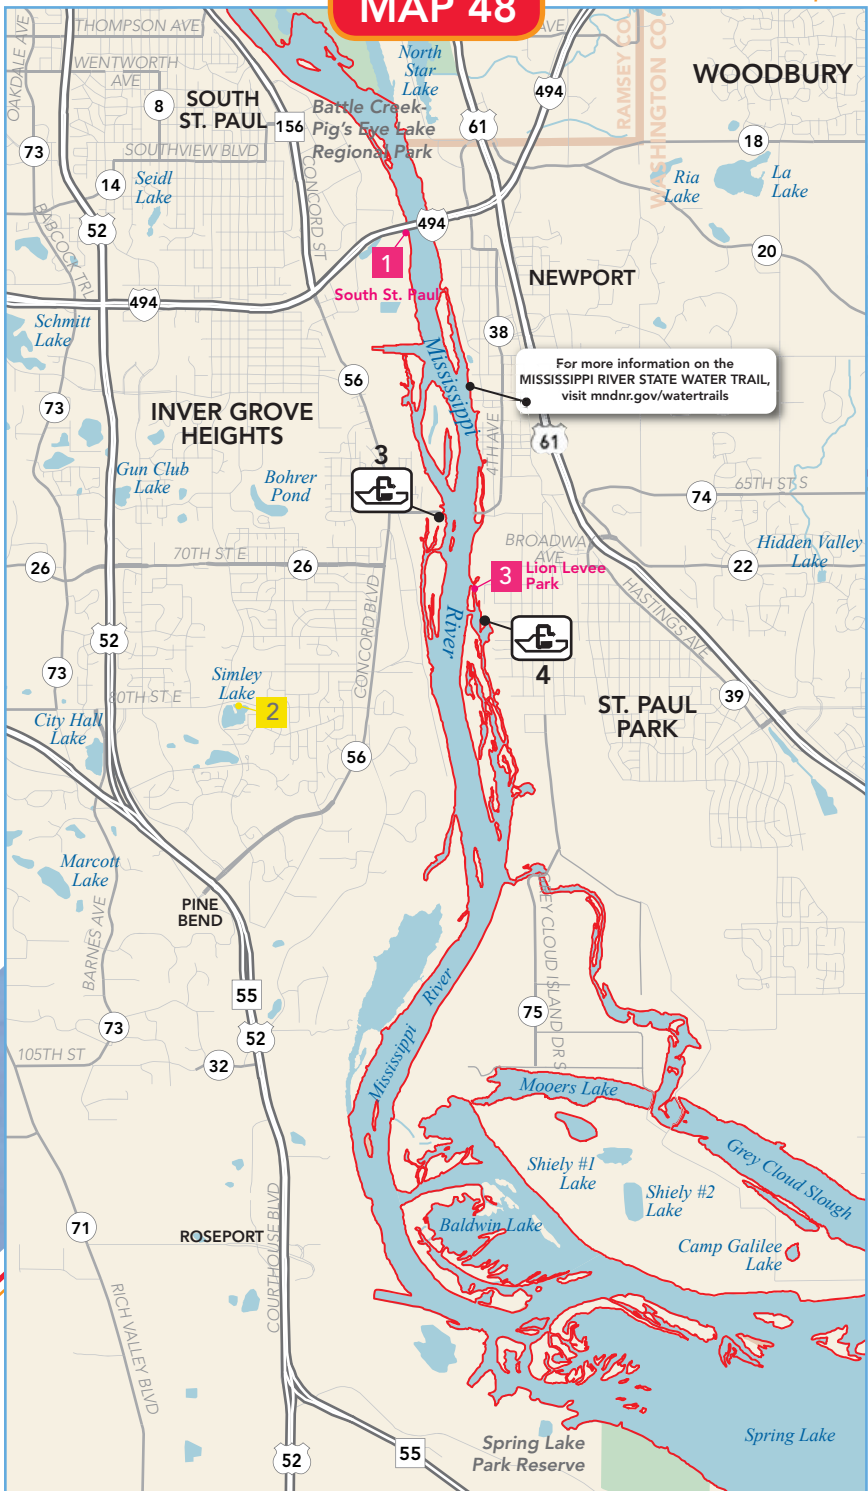 MAP 48
THOMPSON AVE
AVE
OAKDALE AVE
WENTWORTH
AVE
North
Star
Lake
RAMSEY CO.
WASHINGTON CO.
WOODBURY
8
SOUTH
ST. PAUL
156
Battle Creek-
Pig's Eye Lake
Regional Park
61
494
73
SOUTHVIEW BLVD
18
14
Seidl
Lake
CONCORD ST
Ria
Lake
La
Lake
52
BABCOCK TRL
494
20
1
South St. Paul
NEWPORT
494
Schmitt
Lake
38
Mississippi
For more information on the
MISSISSIPPI RIVER STATE WATER TRAIL,
visit mndnr.gov/watertrails
56
73
INVER GROVE
HEIGHTS
4TH AVE
61
3
Gun Club
Lake
Bohrer
Pond
65TH ST S
74
BROADWAY
AVE
Hidden Valley
Lake
70TH ST E
26
26
22
3
Lion Levee
Park
HASTINGS AVE
River
CONCORD BLVD
52
4
73
Simley
Lake
80TH ST E
2
City Hall
Lake
39
ST. PAUL
PARK
56
Marcott
Lake
PINE
BEND
BARNES AVE
GREY CLOUD ISLAND DR S
55
River
Mississippi
75
73
52
105TH ST
32
Mooers Lake
Grey Cloud Slough
Shiely #1
Lake
Shiely #2
Lake
71
ROSEPORT
COURTHOUSE BLVD
Baldwin Lake
Camp Galilee
Lake
RICH VALLEY BLVD
Spring Lake
Spring Lake
Park Reserve
52
55